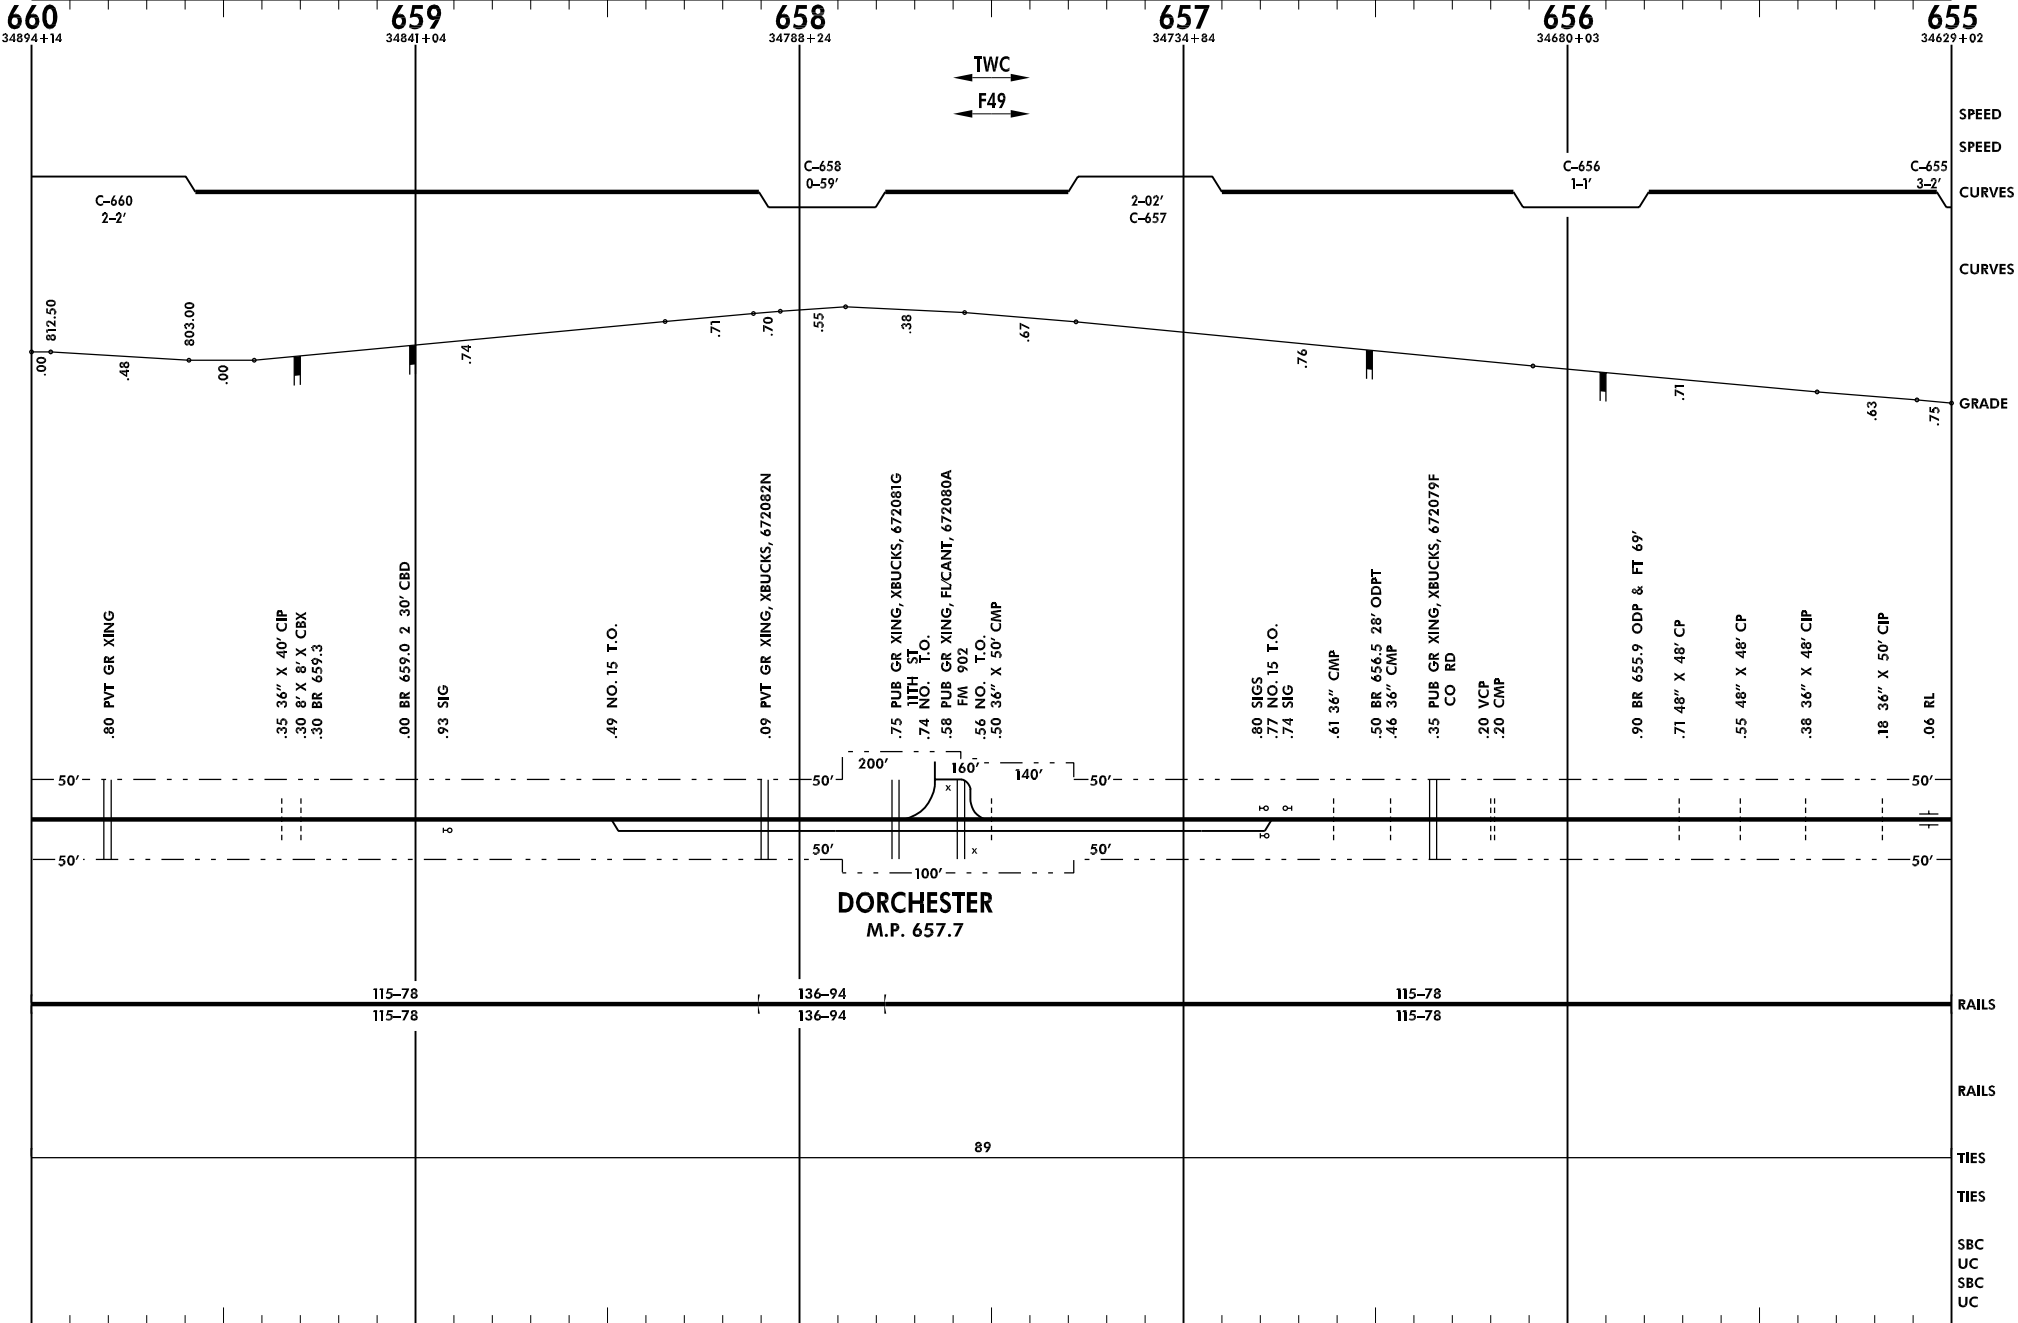 660 659 658 657 656 655
34894+14 34841+04 34788+24 34734+84 34680+03 34629+02
TWC
F49
SPEED
SPEED
C-660
2-2'
C-658
0-59'
2-02'
C-657
C-656
1-1'
C-655
3-2'
CURVES
CURVES
.00
812.50
.48
803.00
.00
.74
.71
.70
.55
.38
.67
.76
.71
.63
.75
GRADE
.80 PVT GR XING
.35 36" X 40' CIP
.30 8' X 8' X CBX
.30 BR 659.3
.00 BR 659.0 2 30' CBD
.93 SIG
.49 NO. 15 T.O.
.09 PVT GR XING, XBUCKS, 672082N
.75 PUB GR XING, XBUCKS, 672081G
11TH ST
.74 NO. T.O.
.58 PUB GR XING, FL/CANT, 672080A
FM 902
.56 NO. T.O.
.50 36" X 50' CMP
.80 SIGS
.77 NO. 15 T.O.
.74 SIG
.61 36" CMP
.50 BR 656.5 28' ODPT
.46 36" CMP
.35 PUB GR XING, XBUCKS, 672079F
CO RD
.20 VCP
.20 CMP
.90 BR 655.9 ODP & FT 69'
.71 48" X 48' CP
.55 48" X 48' CP
.38 36" X 48' CIP
.18 36" X 50' CIP
.06 RL
50' 50' 200' 160' 140' 50' 50'
x
x
50' 50' 100' 50' 50'
DORCHESTER
M.P. 657.7
115-78 136-94 115-78
115-78 136-94 115-78
RAILS
RAILS
89
TIES
TIES
SBC
UC
SBC
UC